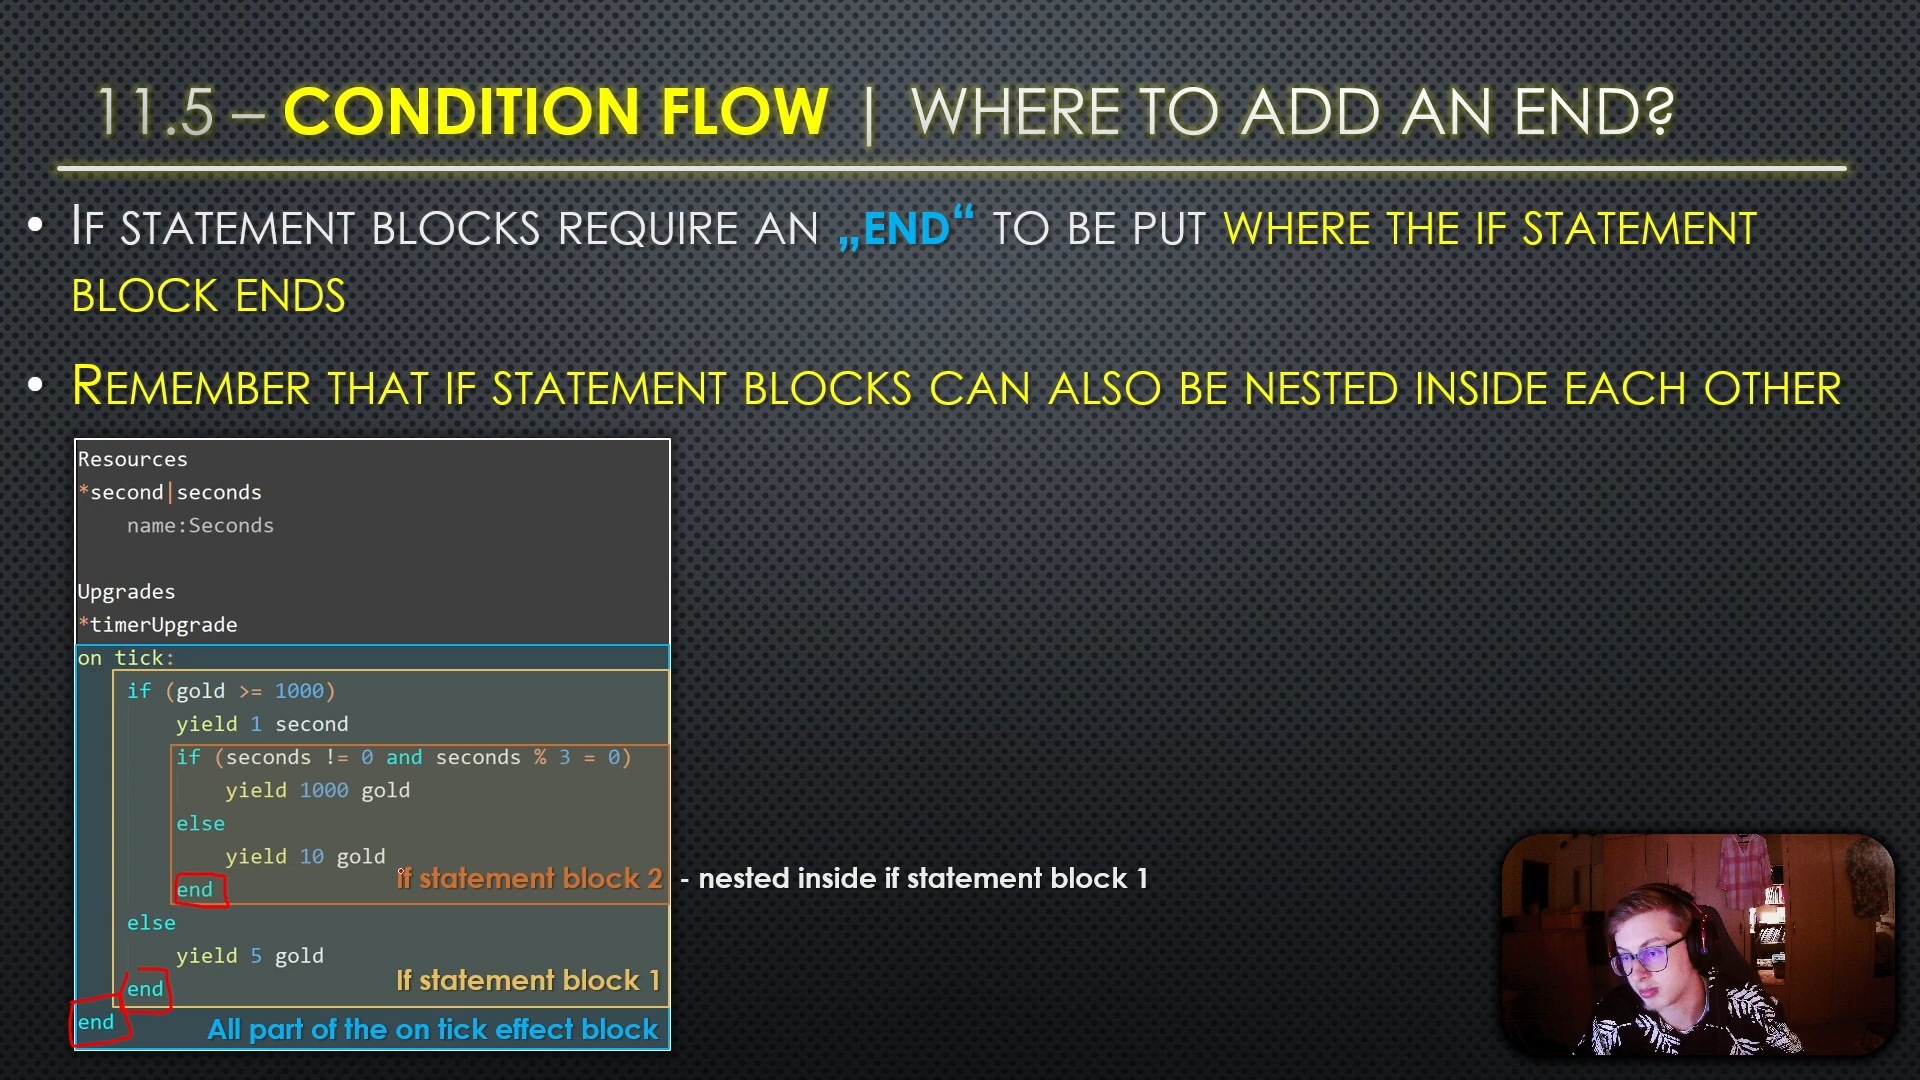 11.5 – CONDITION FLOW | WHERE TO ADD AN END?
• IF STATEMENT BLOCKS REQUIRE AN „END“ TO BE PUT WHERE THE IF STATEMENT
BLOCK ENDS
• REMEMBER THAT IF STATEMENT BLOCKS CAN ALSO BE NESTED INSIDE EACH OTHER
Resources
*second|seconds
    name:Seconds
Upgrades
*timerUpgrade
on tick:
    if (gold >= 1000)
        yield 1 second
        if (seconds != 0 and seconds % 3 = 0)
            yield 1000 gold
        else
            yield 10 gold
If statement block 2 - nested inside if statement block 1
        end
    else
        yield 5 gold
If statement block 1
    end
end
All part of the on tick effect block